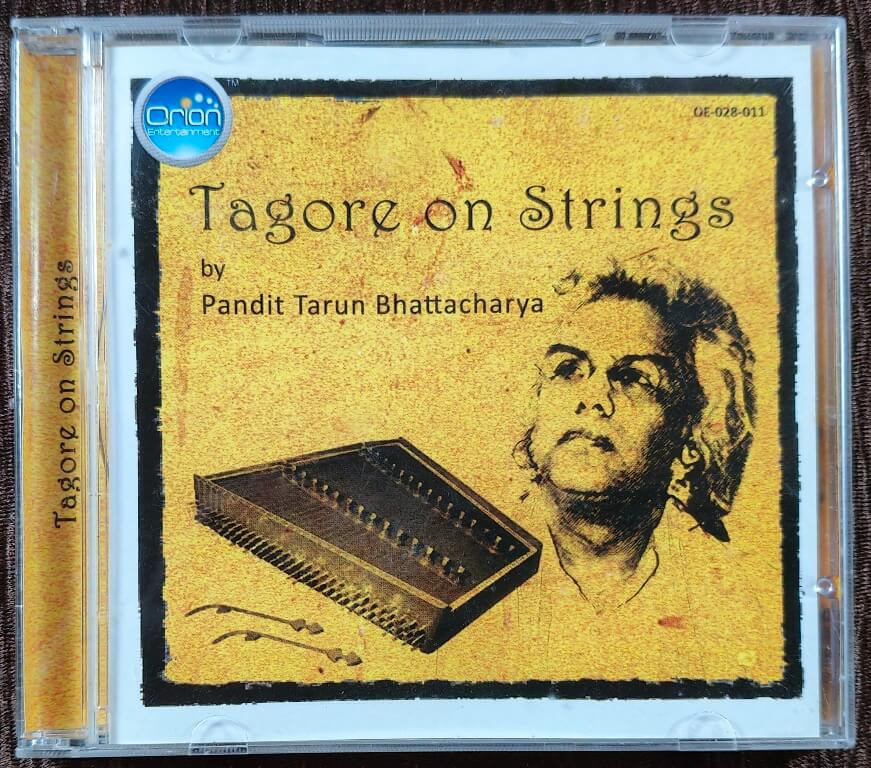 Orion
Entertainment
TM
OE-028-011
Tagore on Strings
by
Pandit Tarun Bhattacharya
Tagore on Strings